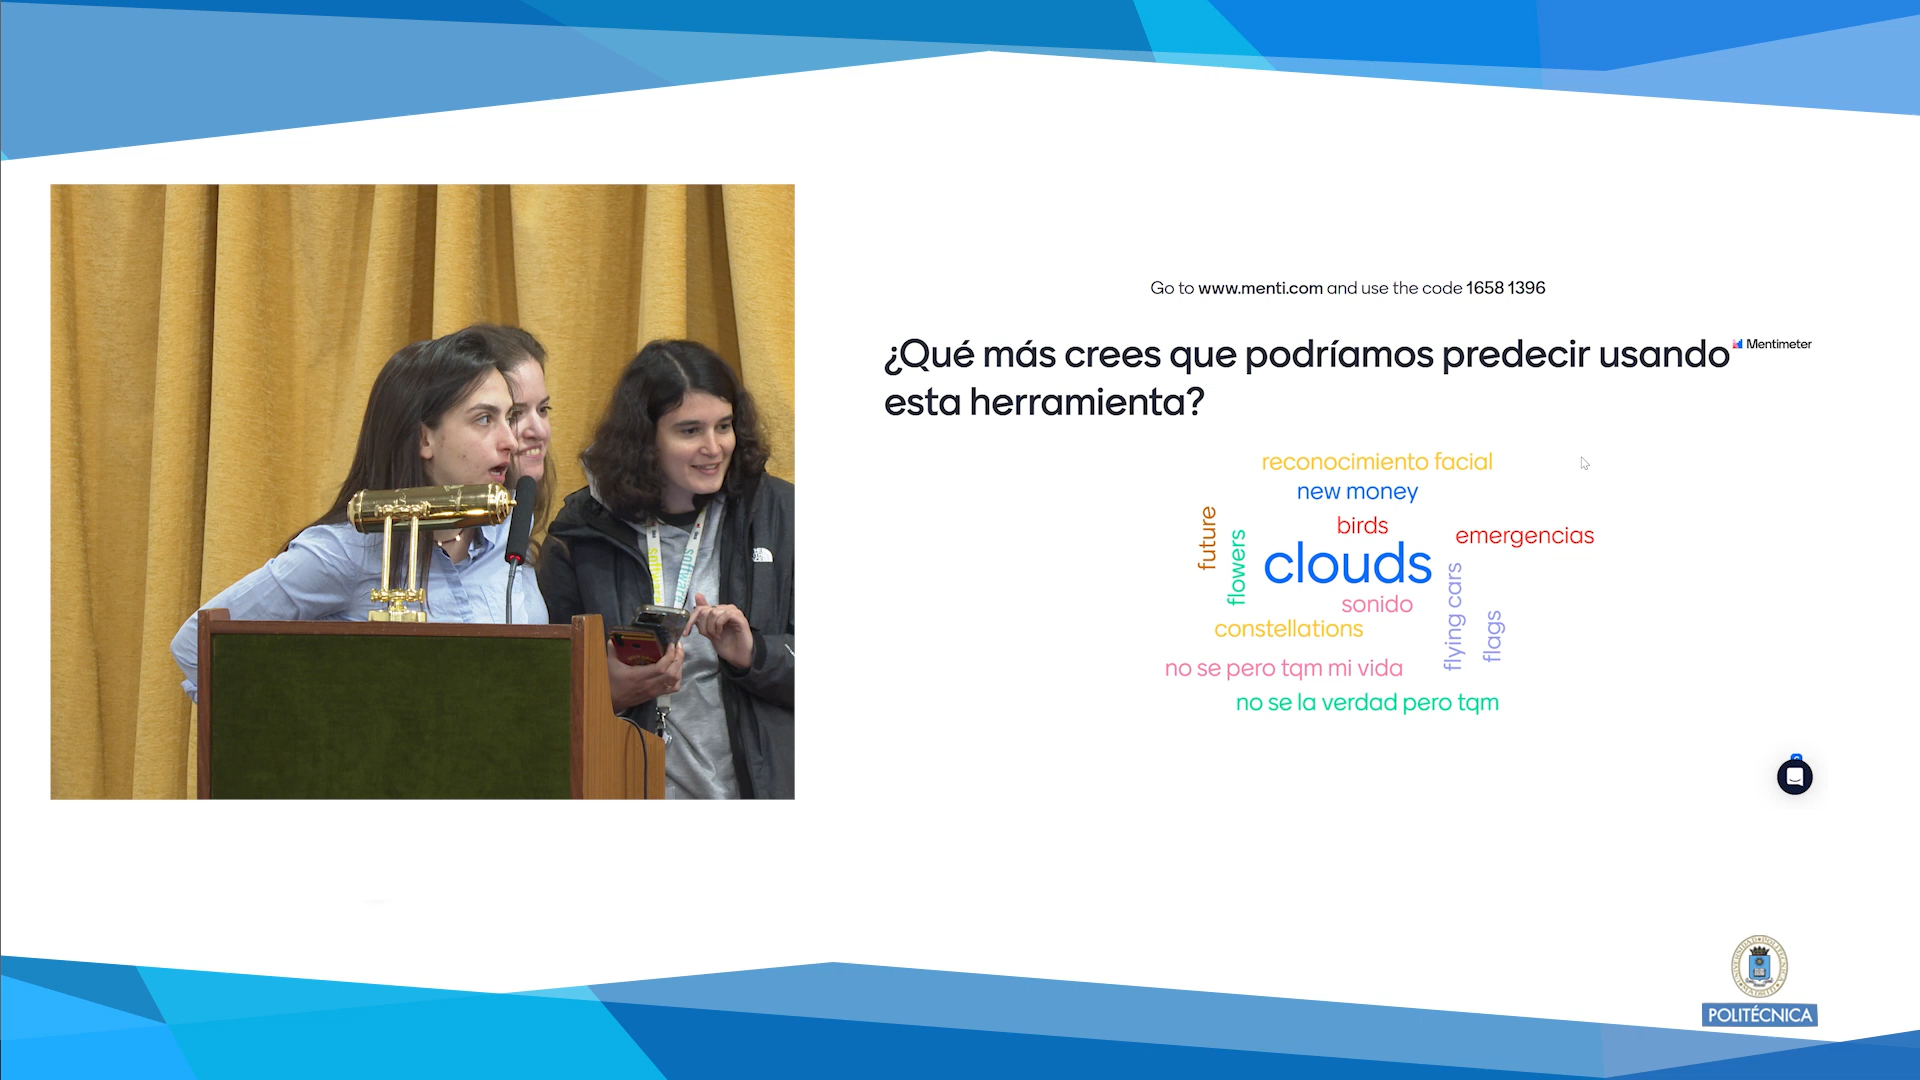 Go to www.menti.com and use the code 1658 1396
¿Qué más crees que podríamos predecir usando
esta herramienta?
Mentimeter
reconocimiento facial
new money
birds
emergencias
future
flowers
clouds
sonido
flying cars
flags
constellations
no se pero tqm mi vida
no se la verdad pero tqm
POLITÉCNICA